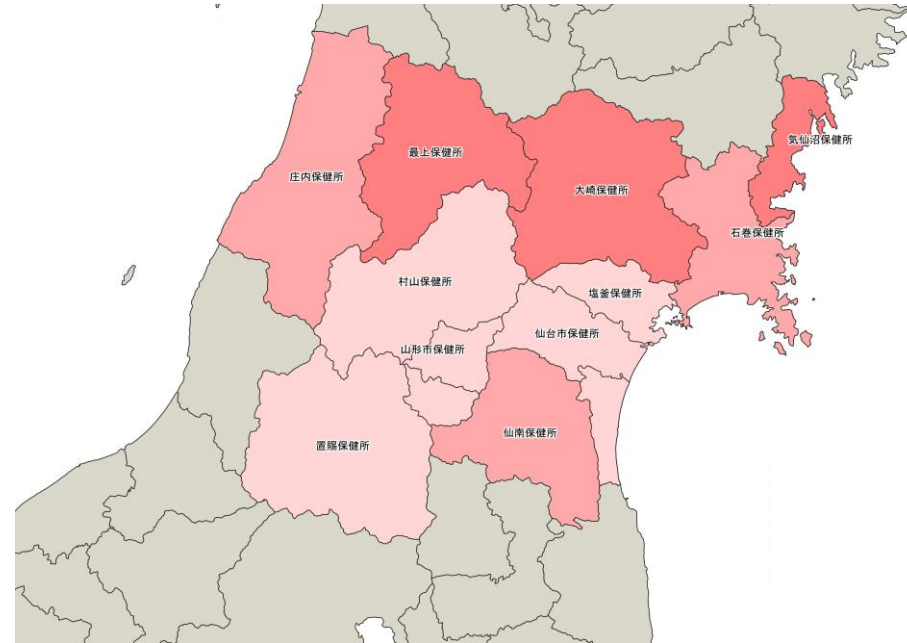 気仙沼保健所
最上保健所
庄内保健所
大崎保健所
石巻保健所
村山保健所
塩釜保健所
仙台市保健所
山形市保健所
仙南保健所
置賜保健所